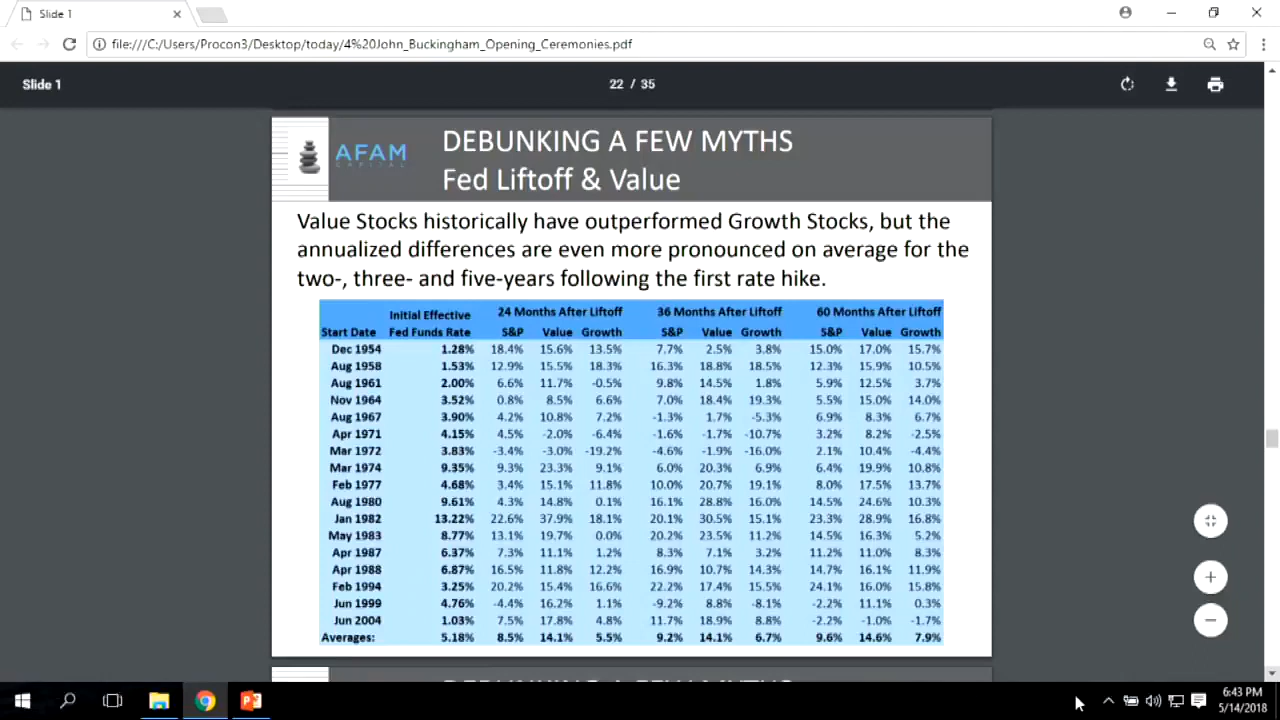 Slide 1
file:///C:/Users/Procon3/Desktop/today/4%20John_Buckingham_Opening_Ceremonies.pdf
Slide 1
22 / 35
AFAM
CAPITAL
DEBUNKING A FEW MYTHS
Fed Liftoff & Value
Value Stocks historically have outperformed Growth Stocks, but the
annualized differences are even more pronounced on average for the
two-, three- and five-years following the first rate hike.
Initial Effective 24 Months After Liftoff 36 Months After Liftoff 60 Months After Liftoff
Start Date Fed Funds Rate S&P Value Growth S&P Value Growth S&P Value Growth
Dec 1954 1.28% 18.4% 15.6% 13.5% 7.7% 2.5% 3.8% 15.0% 17.0% 15.7%
Aug 1958 1.53% 12.9% 15.5% 18.3% 16.3% 18.8% 18.5% 12.3% 15.9% 10.5%
Aug 1961 2.00% 6.6% 11.7% -0.5% 9.8% 14.5% 1.8% 5.9% 12.5% 3.7%
Nov 1964 3.52% 0.8% 8.5% 6.6% 7.0% 18.4% 19.3% 5.5% 15.0% 14.0%
Aug 1967 3.90% 4.2% 10.8% 7.2% -1.3% 1.7% -5.3% 6.9% 8.3% 6.7%
Apr 1971 4.15% 4.5% -2.0% -6.4% -1.6% -1.7% -10.7% 3.2% 8.2% -2.5%
Mar 1972 3.83% -3.4% -3.0% -19.2% -4.6% -1.9% -16.0% 2.1% 10.4% -4.4%
Mar 1974 9.35% 9.3% 23.3% 9.1% 6.0% 20.3% 6.9% 6.4% 19.9% 10.8%
Feb 1977 4.68% 3.4% 15.1% 11.8% 10.0% 20.7% 19.1% 8.0% 17.5% 13.7%
Aug 1980 9.61% 4.3% 14.8% 0.1% 16.1% 28.8% 16.0% 14.5% 24.6% 10.3%
Jan 1982 13.22% 22.6% 37.9% 18.1% 20.1% 30.5% 15.1% 23.3% 28.9% 16.8%
May 1983 8.77% 13.1% 19.7% 0.0% 20.2% 23.5% 11.2% 14.5% 16.3% 5.2%
Apr 1987 6.37% 7.3% 11.1% 1.2% 8.3% 7.1% 3.2% 11.2% 11.0% 8.3%
Apr 1988 6.87% 16.5% 11.8% 12.2% 16.9% 10.7% 14.3% 14.7% 16.1% 11.9%
Feb 1994 3.25% 20.2% 15.4% 16.6% 22.2% 17.4% 15.5% 24.1% 16.0% 15.8%
Jun 1999 4.76% -4.4% 16.2% 1.1% -9.2% 8.8% -8.1% -2.2% 11.1% 0.3%
Jun 2004 1.03% 7.5% 17.8% 4.8% 11.7% 18.9% 8.8% -2.2% -1.0% -1.7%
Averages: 5.18% 8.5% 14.1% 5.5% 9.2% 14.1% 6.7% 9.6% 14.6% 7.9%
DEBUNKING A FEW MYTHS
6:43 PM
5/14/2018